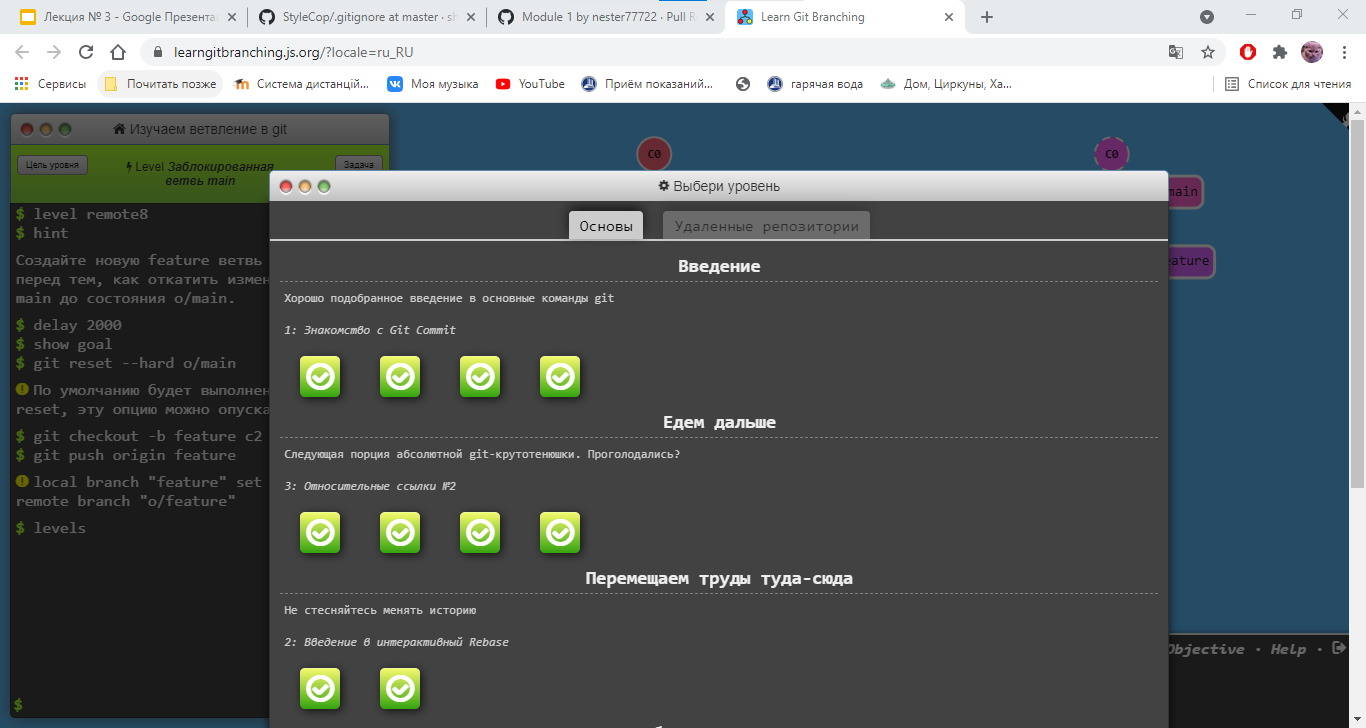 Лекция № 3 - Google Презента
StyleCop/.gitignore at master · s
Module 1 by nester77722 · Pull R
Learn Git Branching
learngitbranching.js.org/?locale=ru_RU
Сервисы
Почитать позже
Система дистанцій...
Моя музыка
YouTube
Приём показаний...
гарячая вода
Дом, Циркуны, Ха...
Список для чтения
Изучаем ветвление в git
Цель уровня
Level Заблокированная
ветвь main
Задача
$ level remote8
$ hint
Создайте новую feature ветвь
перед тем, как откатить измен
main до состояния o/main.
$ delay 2000
$ show goal
$ git reset --hard o/main
По умолчанию будет выполнен
reset, эту опцию можно опуска
$ git checkout -b feature c2
$ git push origin feature
local branch "feature" set
remote branch "o/feature"
$ levels
$
C0
C0
main
eature
Выбери уровень
Основы
Удаленные репозитории
Введение
Хорошо подобранное введение в основные команды git
1: Знакомство с Git Commit
Едем дальше
Следующая порция абсолютной git-крутотенюшки. Проголодались?
3: Относительные ссылки №2
Перемещаем труды туда-сюда
Не стесняйтесь менять историю
2: Введение в интерактивный Rebase
Objective · Help ·